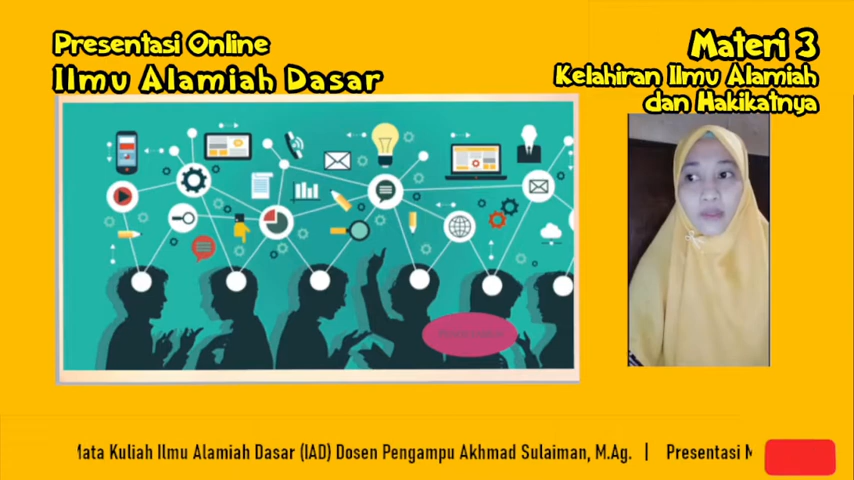 Presentasi Online
Ilmu Alamiah Dasar
Materi 3
Kelahiran Ilmu Alamiah
dan Hakikatnya
Mata Kuliah Ilmu Alamiah Dasar (IAD) Dosen Pengampu Akhmad Sulaiman, M.Ag. | Presentasi